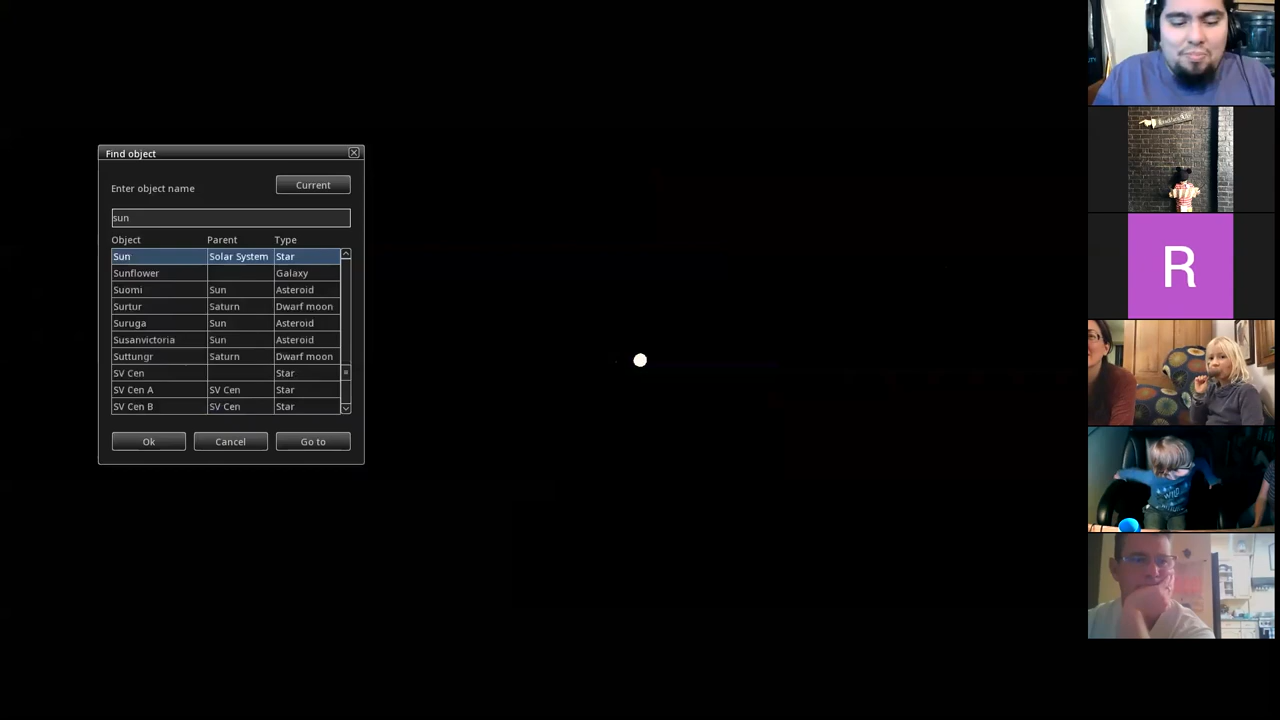 Find object
Enter object name
Current
sun
Object Parent Type
Sun Solar System Star
Sunflower Galaxy
Suomi Sun Asteroid
Surtur Saturn Dwarf moon
Suruga Sun Asteroid
Susanvictoria Sun Asteroid
Suttungr Saturn Dwarf moon
SV Cen Star
SV Cen A SV Cen Star
SV Cen B SV Cen Star
Ok Cancel Go to
R
WILD